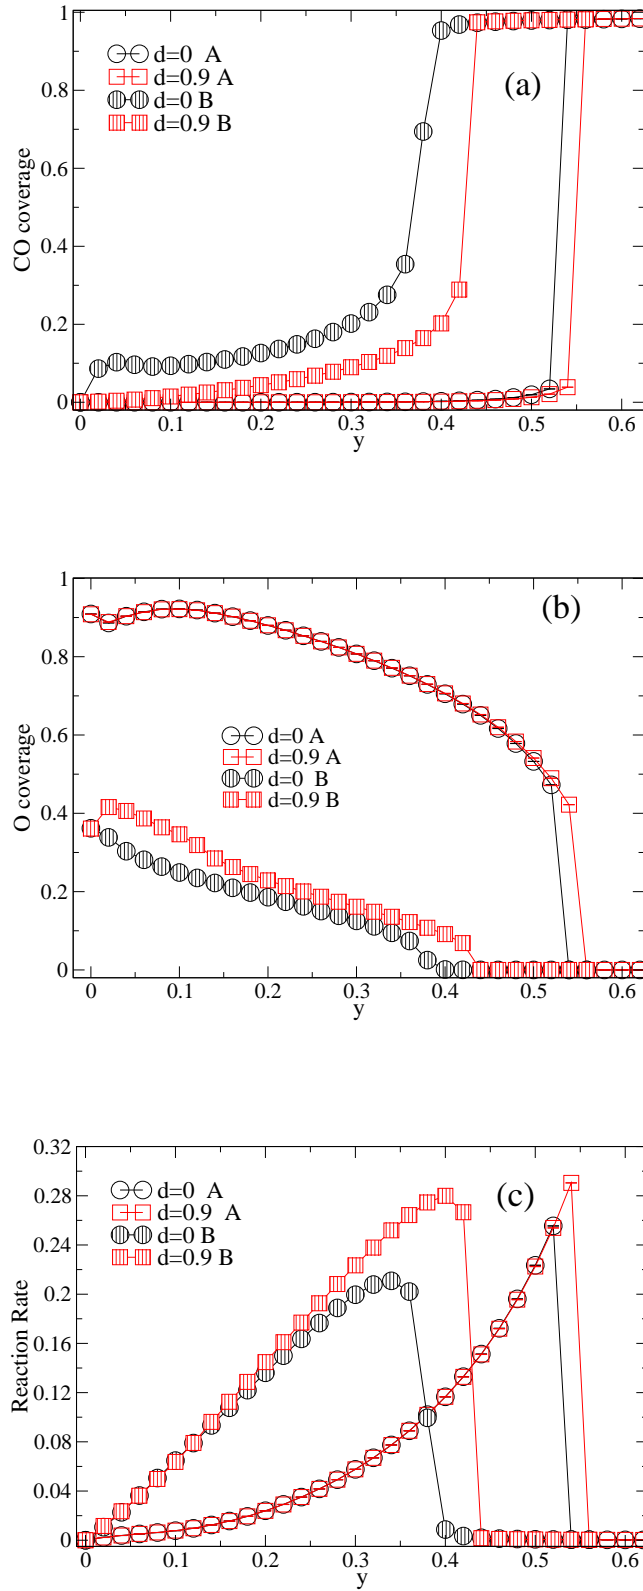 1
0.8
0.6
0.4
0.2
0
CO coverage
d=0 A
d=0.9 A
d=0 B
d=0.9 B
(a)
0 0.1 0.2 0.3 0.4 0.5 0.6
y
1
0.8
0.6
0.4
0.2
0
O coverage
(b)
d=0 A
d=0.9 A
d=0 B
d=0.9 B
0 0.1 0.2 0.3 0.4 0.5 0.6
y
0.32
0.28
0.24
0.2
0.16
0.12
0.08
0.04
0
Reaction Rate
d=0 A
d=0.9 A
d=0 B
d=0.9 B
(c)
0 0.1 0.2 0.3 0.4 0.5 0.6
y